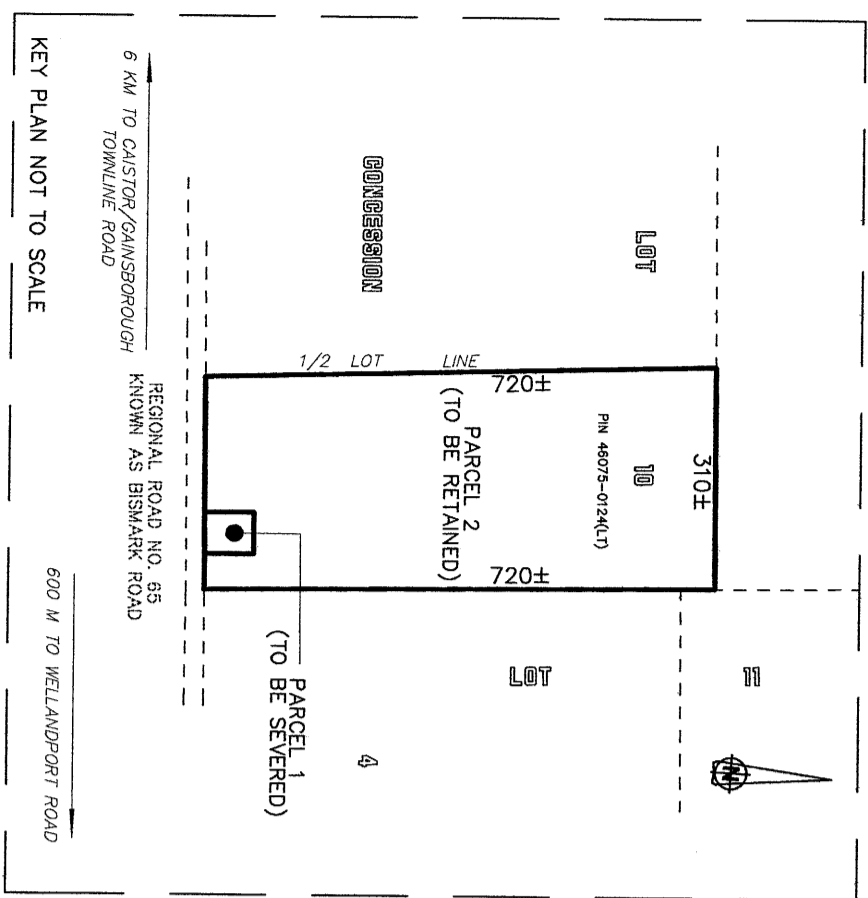 LOT
CONCESSION
1/2 LOT LINE
310±
10
PIN 46075-0124(LT)
720±
PARCEL 2
(TO BE RETAINED)
720±
11
LOT
4
N
PARCEL 1
(TO BE SEVERED)
REGIONAL ROAD NO. 65
KNOWN AS BISMARK ROAD
6 KM TO CAISTOR/GAINSBOROUGH
TOWNLINE ROAD
600 M TO WELLANDPORT ROAD
KEY PLAN NOT TO SCALE